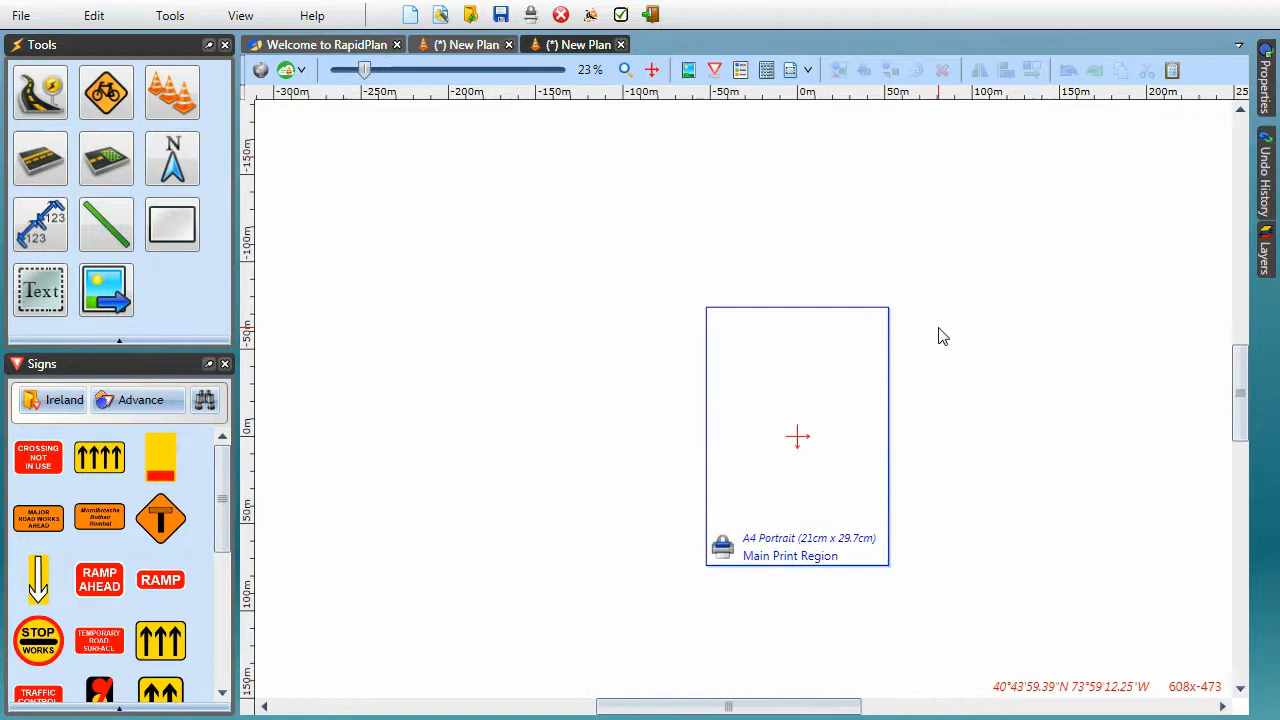 File Edit Tools View Help
Tools
Welcome to RapidPlan (*) New Plan (*) New Plan
23 %
-300m -250m -200m -150m -100m -50m 0m 50m 100m 150m 200m 25
-150m
-100m
-50m
0m
50m
100m
150m
N
123
123
Text
Signs
Ireland Advance
CROSSING NOT IN USE
MAJOR ROAD WORKS AHEAD
RAMP AHEAD
RAMP
STOP WORKS
TEMPORARY ROAD SURFACE
TRAFFIC
A4 Portrait (21cm x 29.7cm)
Main Print Region
40°43'59.39"N 73°59'12.25"W 608x-473
Properties
Undo History
Layers